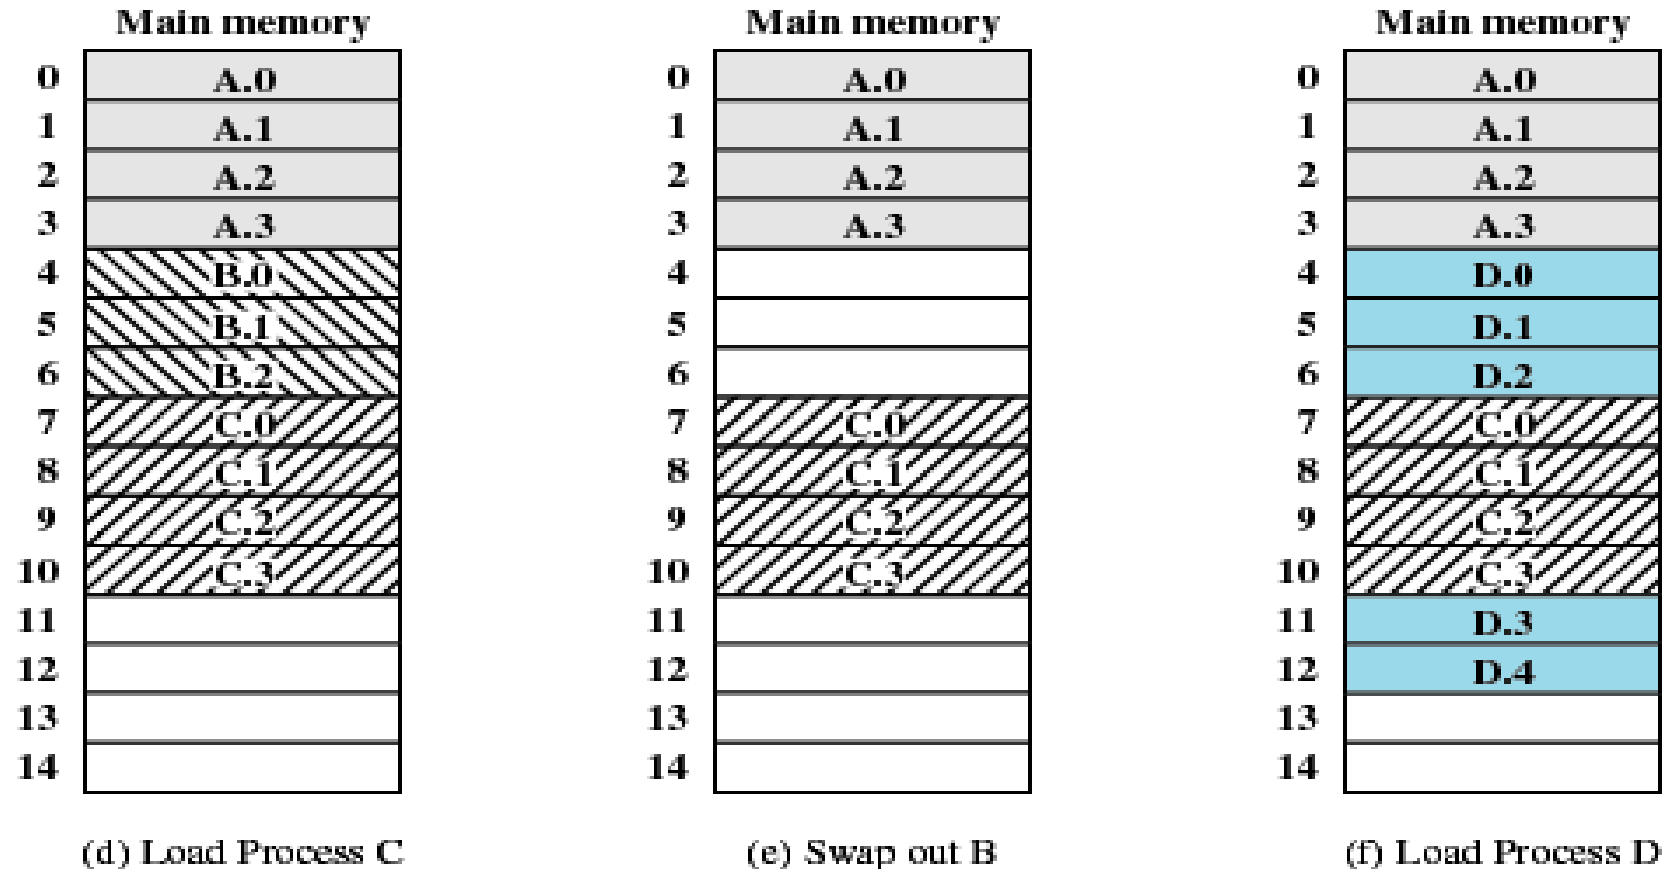 Main memory Main memory Main memory
0 A.0 0 A.0 0 A.0
1 A.1 1 A.1 1 A.1
2 A.2 2 A.2 2 A.2
3 A.3 3 A.3 3 A.3
4 B.0 4 4 D.0
5 B.1 5 5 D.1
6 B.2 6 6 D.2
7 C.0 7 C.0 7 C.0
8 C.1 8 C.1 8 C.1
9 C.2 9 C.2 9 C.2
10 C.3 10 C.3 10 C.3
11 11 11 D.3
12 12 12 D.4
13 13 13
14 14 14
(d) Load Process C (e) Swap out B (f) Load Process D